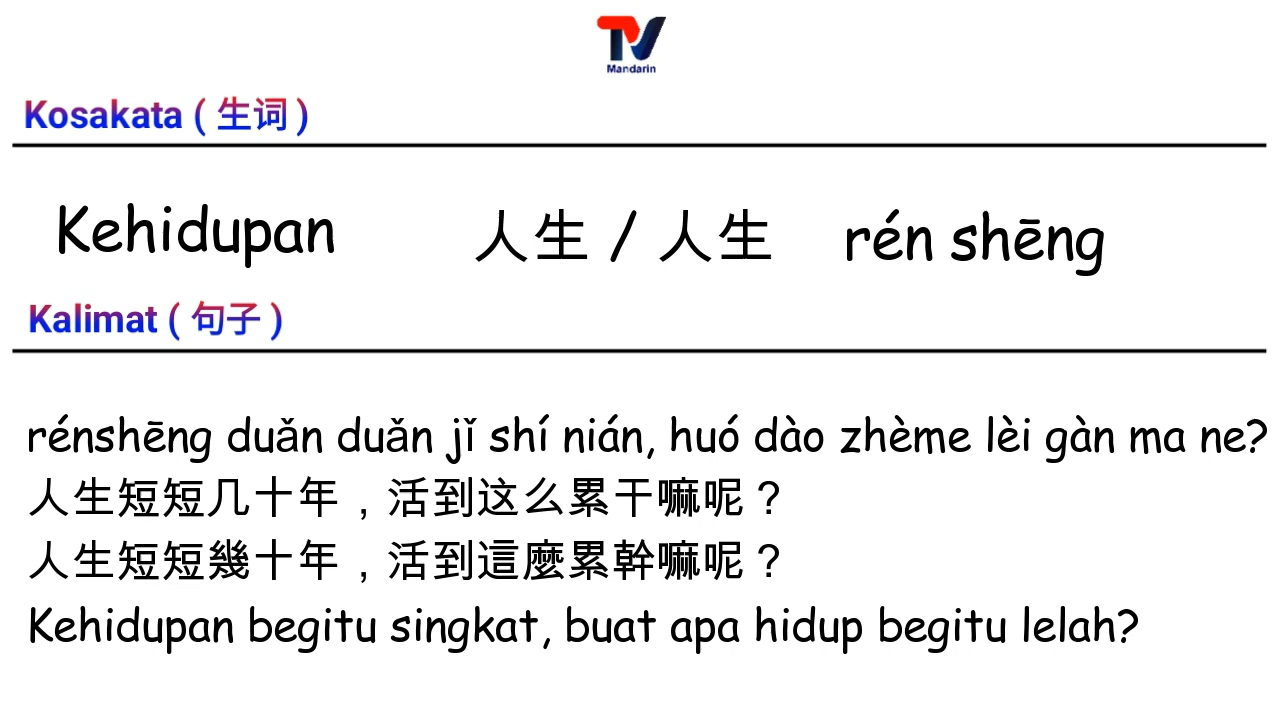 TV
Mandarin
Kosakata ( 生词 )
Kehidupan 人生 / 人生 rén shēng
Kalimat ( 句子 )
rénshēng duǎn duǎn jǐ shí nián, huó dào zhème lèi gàn ma ne?
人生短短几十年，活到这么累干嘛呢？
人生短短幾十年，活到這麼累幹嘛呢？
Kehidupan begitu singkat, buat apa hidup begitu lelah?